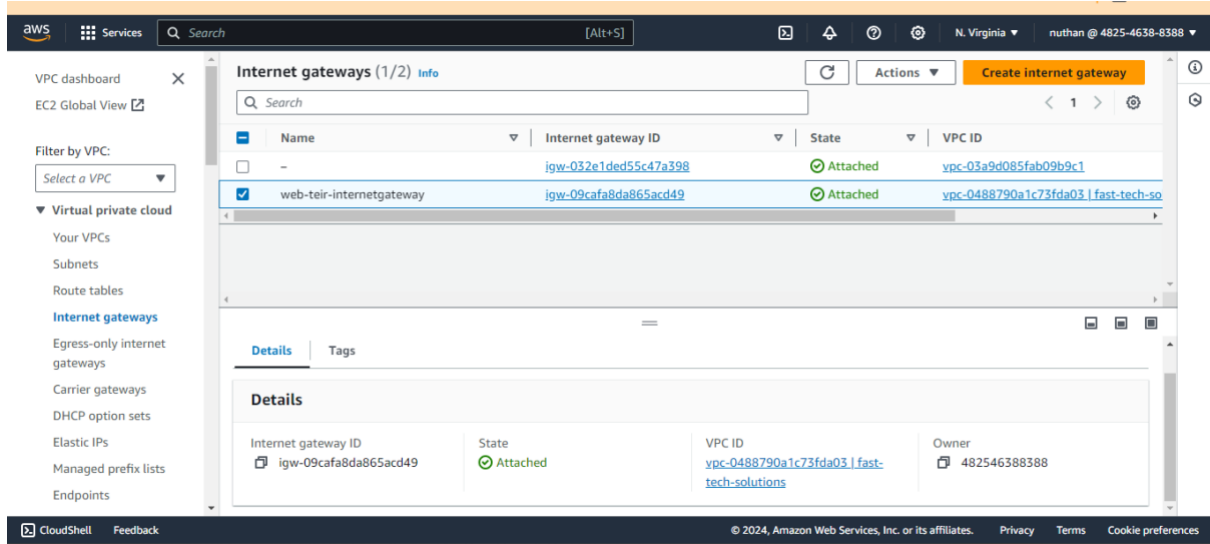 aws Services Search [Alt+S] N. Virginia nuthan @ 4825-4638-8388
VPC dashboard
EC2 Global View
Filter by VPC:
Select a VPC
Virtual private cloud
Your VPCs
Subnets
Route tables
Internet gateways
Egress-only internet
gateways
Carrier gateways
DHCP option sets
Elastic IPs
Managed prefix lists
Endpoints
Internet gateways (1/2) Info
Actions
Create internet gateway
Search
1
Name Internet gateway ID State VPC ID
– igw-032e1ded55c47a398 Attached vpc-03a9d085fab09b9c1
web-teir-internetgateway igw-09cafa8da865acd49 Attached vpc-0488790a1c73fda03 | fast-tech-so
Details Tags
Details
Internet gateway ID
igw-09cafa8da865acd49
State
Attached
VPC ID
vpc-0488790a1c73fda03 | fast-
tech-solutions
Owner
482546388388
CloudShell Feedback © 2024, Amazon Web Services, Inc. or its affiliates. Privacy Terms Cookie preferences